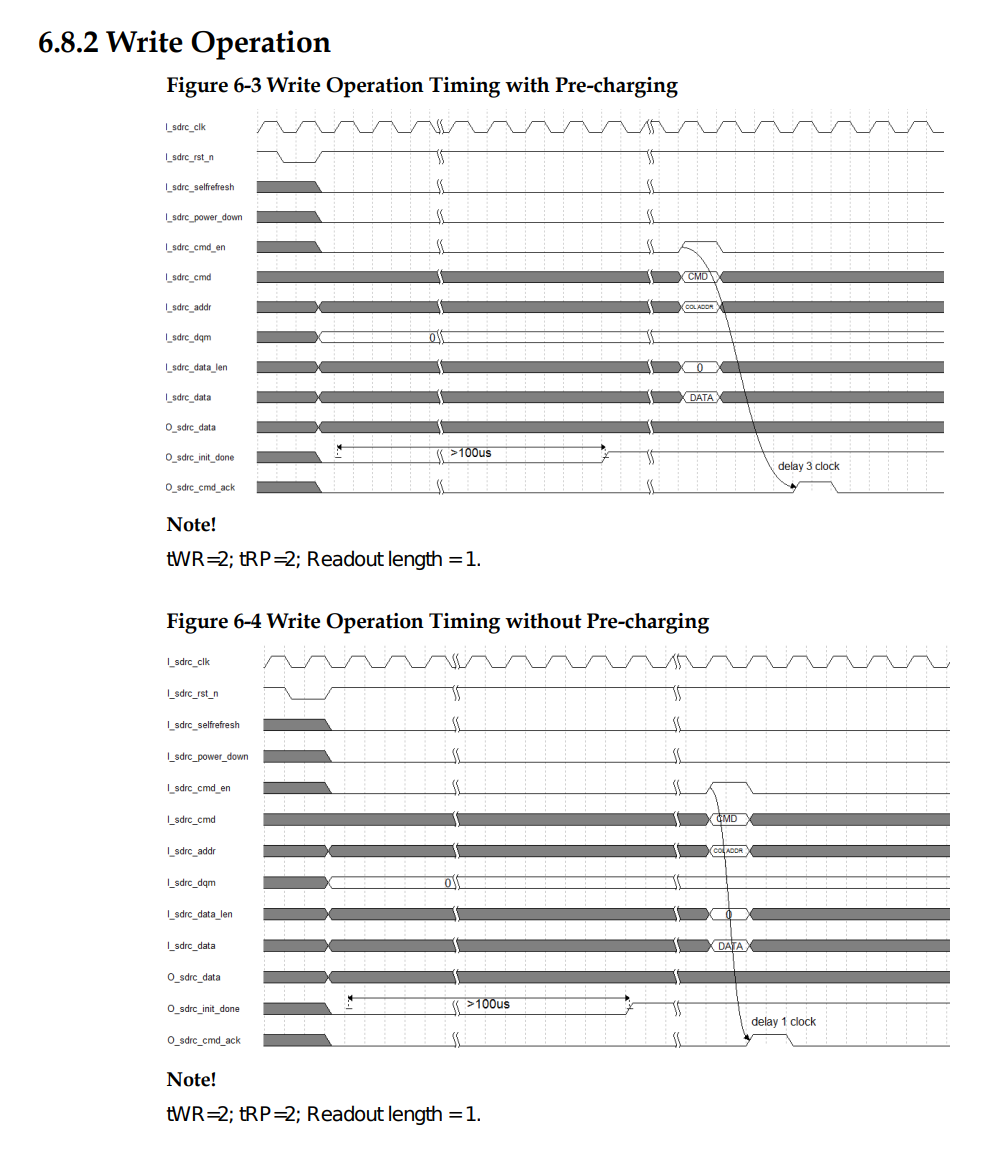 6.8.2 Write Operation
Figure 6-3 Write Operation Timing with Pre-charging
I_sdrc_clk
I_sdrc_rst_n
I_sdrc_selfrefresh
I_sdrc_power_down
I_sdrc_cmd_en
I_sdrc_cmd CMD
I_sdrc_addr COL ADDR
I_sdrc_dqm 0
I_sdrc_data_len 0
I_sdrc_data DATA
O_sdrc_data
O_sdrc_init_done >100us
delay 3 clock
O_sdrc_cmd_ack
Note!
tWR=2; tRP=2; Readout length = 1.
Figure 6-4 Write Operation Timing without Pre-charging
I_sdrc_clk
I_sdrc_rst_n
I_sdrc_selfrefresh
I_sdrc_power_down
I_sdrc_cmd_en
I_sdrc_cmd CMD
I_sdrc_addr COL ADDR
I_sdrc_dqm 0
I_sdrc_data_len 0
I_sdrc_data DATA
O_sdrc_data
O_sdrc_init_done >100us
delay 1 clock
O_sdrc_cmd_ack
Note!
tWR=2; tRP=2; Readout length = 1.